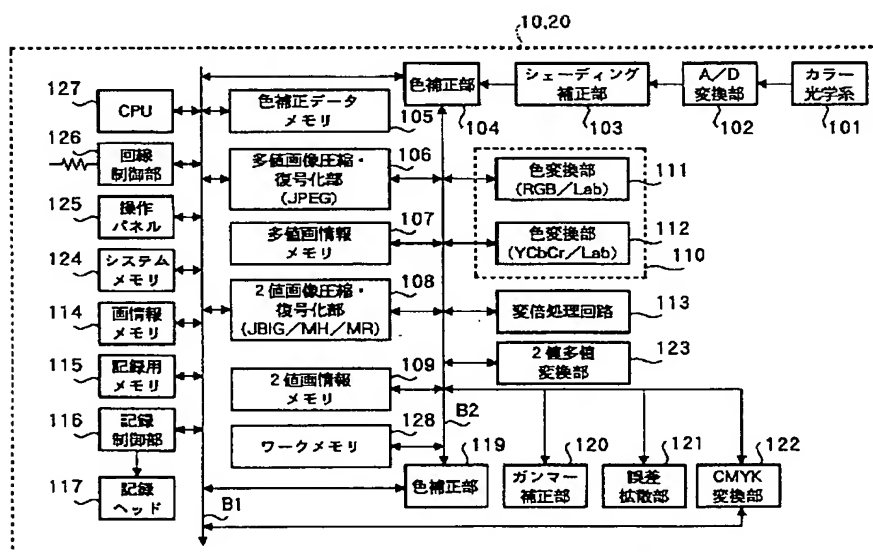 10,20
127
CPU
126
回線
制御部
125
操作
パネル
124
システム
メモリ
114
画情報
メモリ
115
記録用
メモリ
116
記録
制御部
117
記録
ヘッド
B1
色補正データ
メモリ
105
多値画像圧縮・
復号化部
(JPEG)
106
多値画情報
メモリ
107
2値画像圧縮・
復号化部
(JBIG/MH/MR)
108
2値画情報
メモリ
109
ワークメモリ
128
B2
色補正部
104
シェーディング
補正部
103
A/D
変換部
102
カラー
光学系
101
色変換部
(RGB/Lab)
111
色変換部
(YCbCr/Lab)
112
110
変倍処理回路
113
2値多値
変換部
123
色補正部
119
ガンマー
補正部
120
誤差
拡散部
121
CMYK
変換部
122